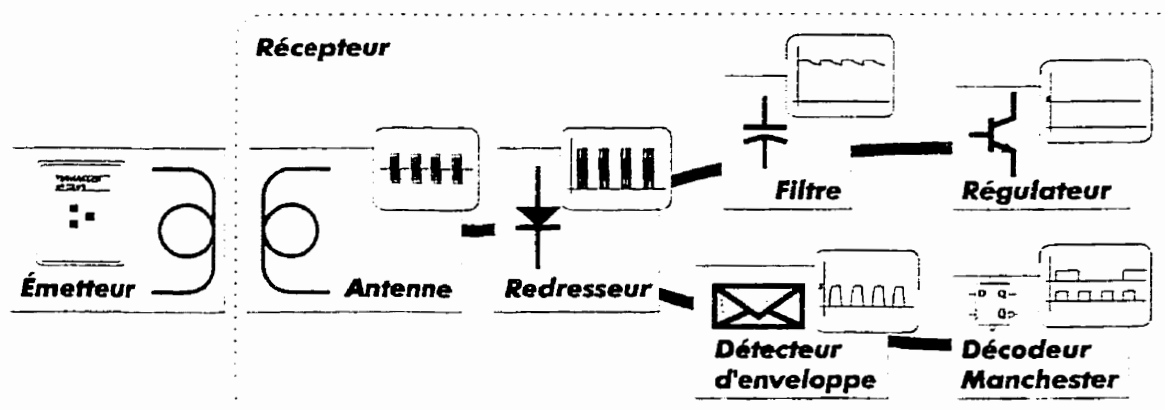 Récepteur
Émetteur
Antenne
Redresseur
Filtre
Régulateur
Détecteur
d'enveloppe
Décodeur
Manchester